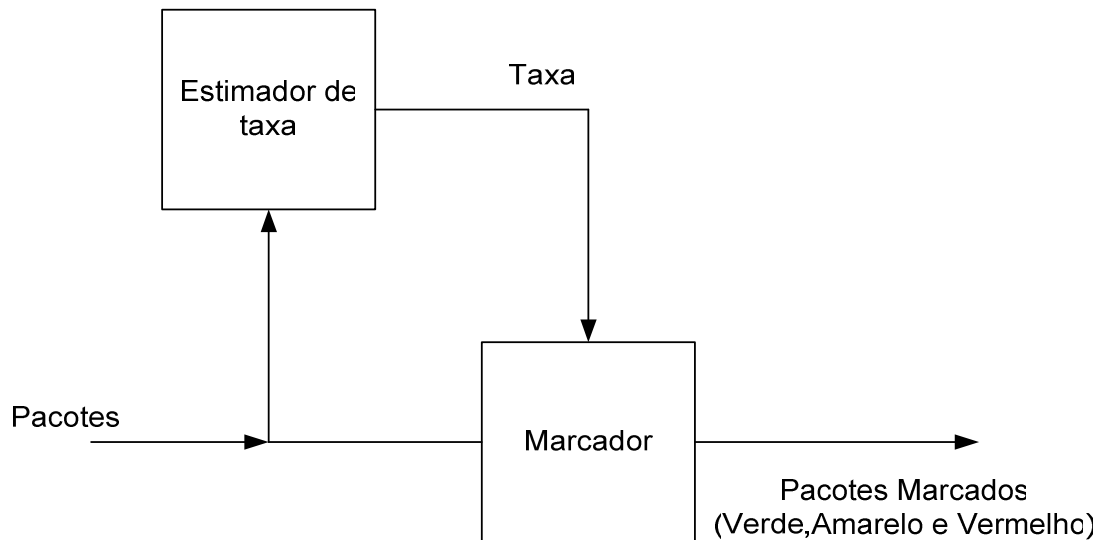 Estimador de
taxa
Taxa
Pacotes
Marcador
Pacotes Marcados
(Verde,Amarelo e Vermelho)